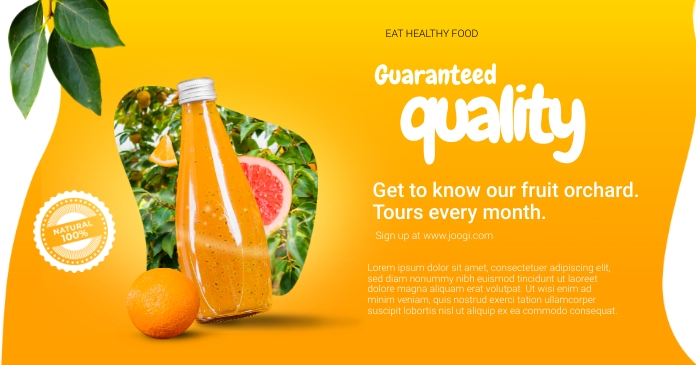 EAT HEALTHY FOOD
Guaranteed
quality
Get to know our fruit orchard.
Tours every month.
Sign up at www.joogi.com
NATURAL
100%
Lorem ipsum dolor sit amet, consectetuer adipiscing elit,
sed diam nonummy nibh euismod tincidunt ut laoreet
dolore magna aliquam erat volutpat. Ut wisi enim ad
minim veniam, quis nostrud exerci tation ullamcorper
suscipit lobortis nisl ut aliquip ex ea commodo consequat.